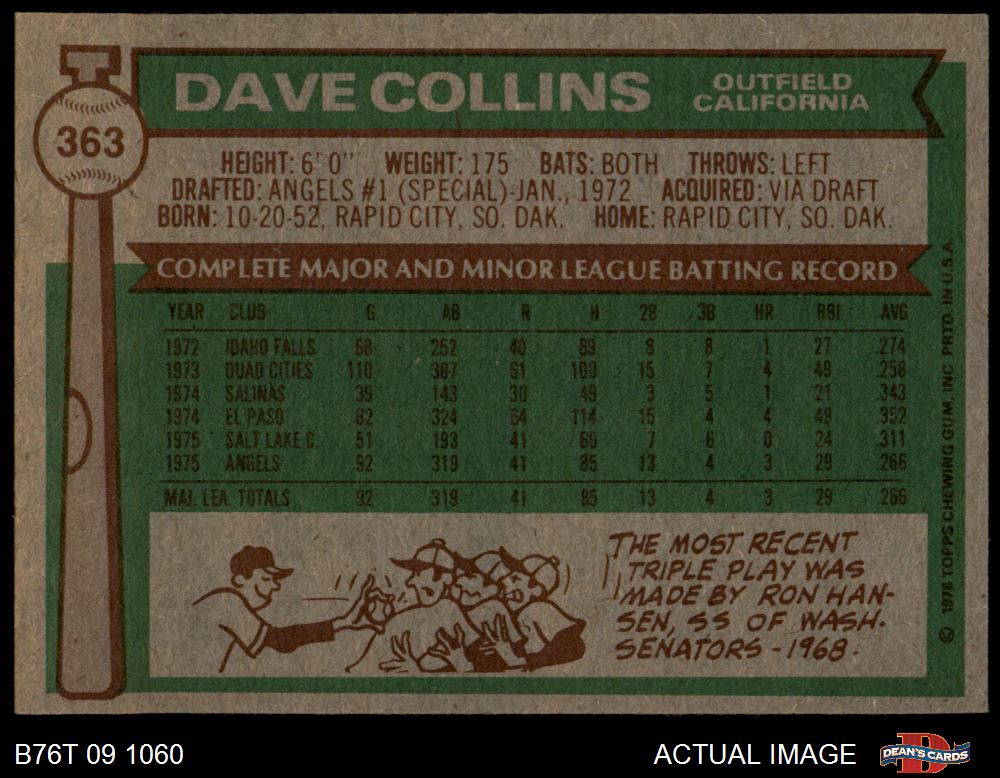 363
DAVE COLLINS
OUTFIELD
CALIFORNIA
HEIGHT: 6' 0" WEIGHT: 175 BATS: BOTH THROWS: LEFT
DRAFTED: ANGELS #1 (SPECIAL)-JAN., 1972 ACQUIRED: VIA DRAFT
BORN: 10-20-52, RAPID CITY, SO. DAK. HOME: RAPID CITY, SO. DAK.
COMPLETE MAJOR AND MINOR LEAGUE BATTING RECORD
YEAR CLUB G AB R H 2B 3B HR RBI AVG
1972 IDAHO FALLS 68 252 40 69 8 8 1 27 .274
1973 QUAD CITIES 110 387 61 100 15 7 4 49 .258
1974 SALINAS 39 143 30 49 3 5 1 21 .343
1974 EL PASO 82 324 64 114 15 4 4 49 .352
1975 SALT LAKE C. 51 193 41 60 7 6 0 24 .311
1975 ANGELS 92 319 41 85 13 4 3 29 .266
MAJ. LEA. TOTALS 92 319 41 85 13 4 3 29 .266
THE MOST RECENT
TRIPLE PLAY WAS
MADE BY RON HAN-
SEN, SS OF WASH.
SENATORS - 1968.
© 1976 TOPPS CHEWING GUM, INC. PRTD. IN U.S.A.
B76T 09 1060
ACTUAL IMAGE
D
DEAN'S CARDS